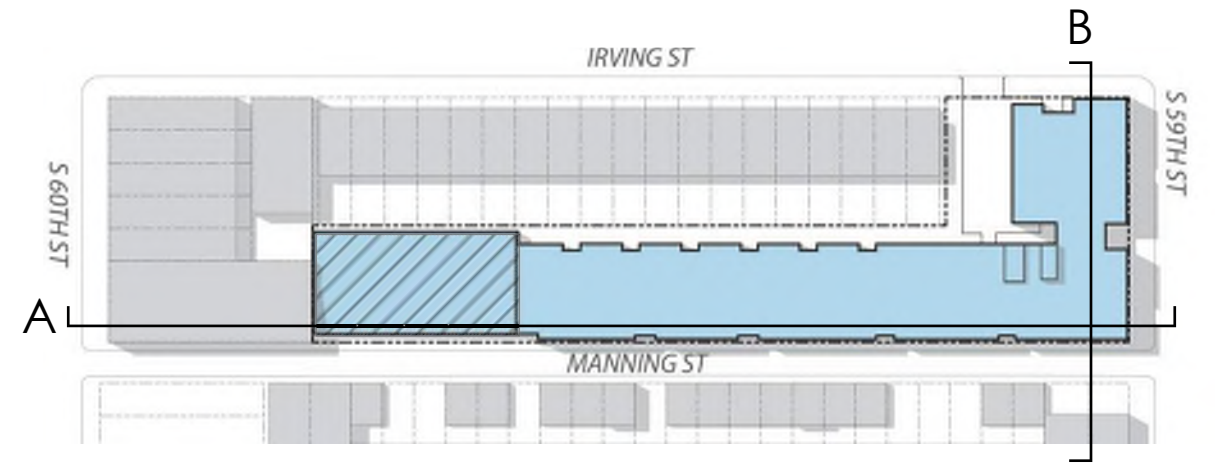 B
IRVING ST
S 59TH ST
S 60TH ST
A
MANNING ST